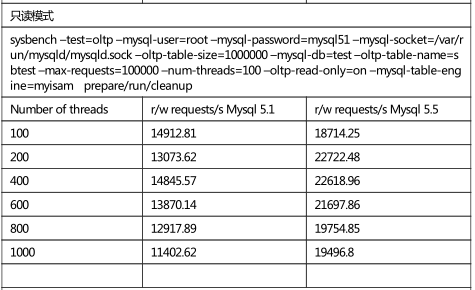 只读模式
sysbench –test=oltp –mysql-user=root –mysql-password=mysql51 –mysql-socket=/var/r
un/mysqld/mysqld.sock –oltp-table-size=1000000 –mysql-db=test –oltp-table-name=s
btest –max-requests=100000 –num-threads=100 –oltp-read-only=on –mysql-table-eng
ine=myisam prepare/run/cleanup
Number of threads r/w requests/s Mysql 5.1 r/w requests/s Mysql 5.5
100 14912.81 18714.25
200 13073.62 22722.48
400 14845.57 22618.96
600 13870.14 21697.86
800 12917.89 19754.85
1000 11402.62 19496.8